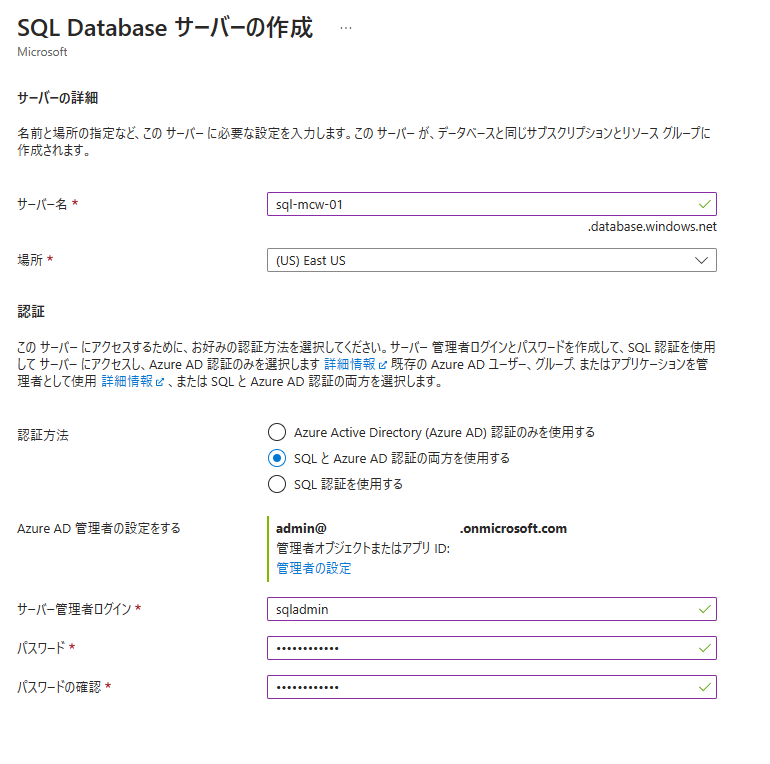 SQL Database サーバーの作成 …
Microsoft
サーバーの詳細
名前と場所の指定など、この サーバー に必要な設定を入力します。この サーバー が、データベースと同じサブスクリプションとリソース グループに
作成されます。
サーバー名 *
sql-mcw-01
.database.windows.net
場所 *
(US) East US
認証
この サーバー にアクセスするために、お好みの認証方法を選択してください。サーバー 管理者ログインとパスワードを作成して、SQL 認証を使用
して サーバー にアクセスし、Azure AD 認証のみを選択します 詳細情報 既存の Azure AD ユーザー、グループ、またはアプリケーションを管
理者として使用 詳細情報 、または SQL と Azure AD 認証の両方を選択します。
認証方法
Azure Active Directory (Azure AD) 認証のみを使用する
SQL と Azure AD 認証の両方を使用する
SQL 認証を使用する
Azure AD 管理者の設定をする
admin@ .onmicrosoft.com
管理者オブジェクトまたはアプリ ID:
管理者の設定
サーバー管理者ログイン *
sqladmin
パスワード *
••••••••••••
パスワードの確認 *
••••••••••••